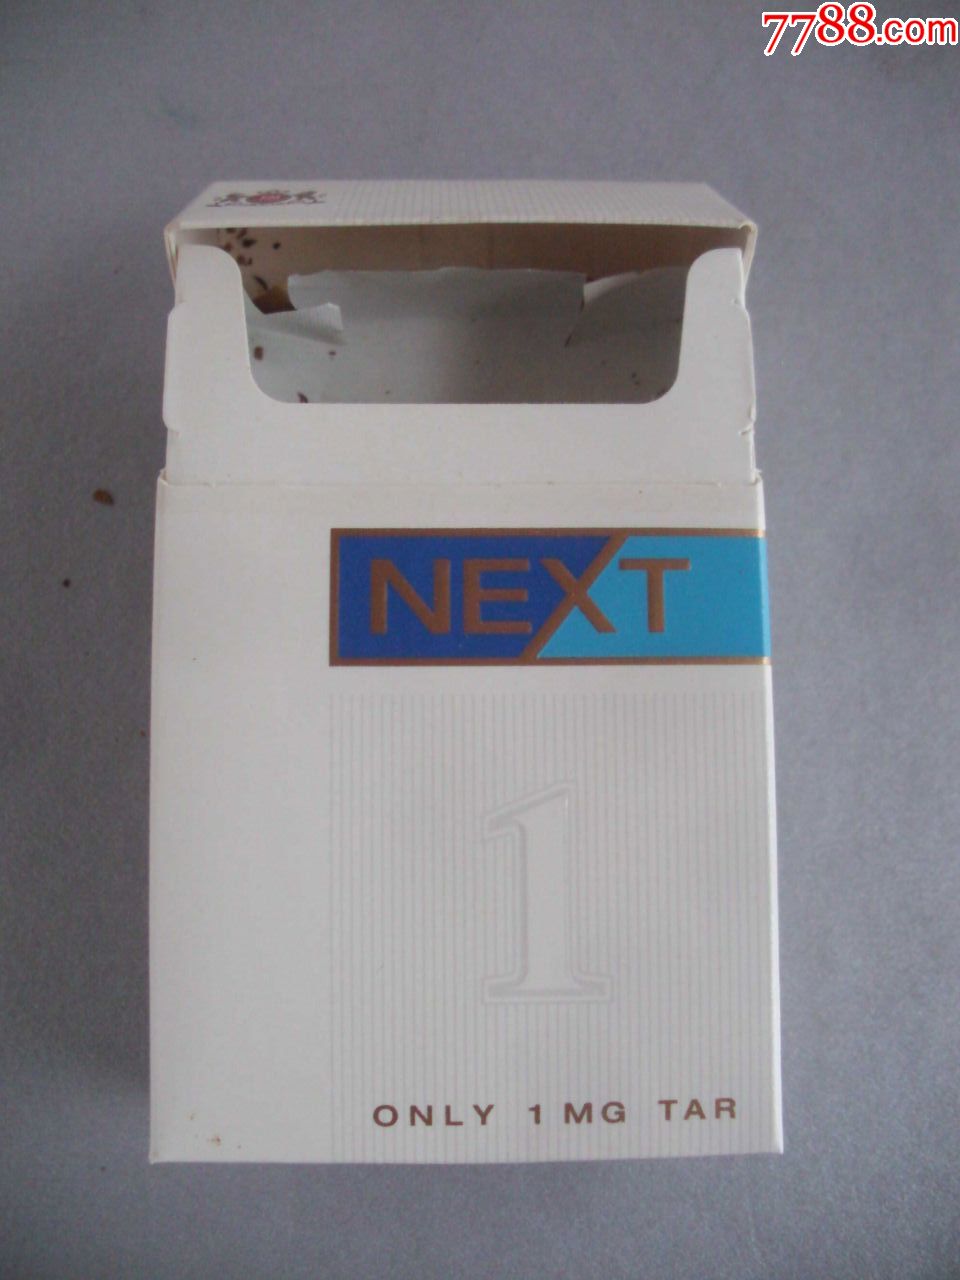 7788.com
NEXT
1
ONLY 1 MG TAR